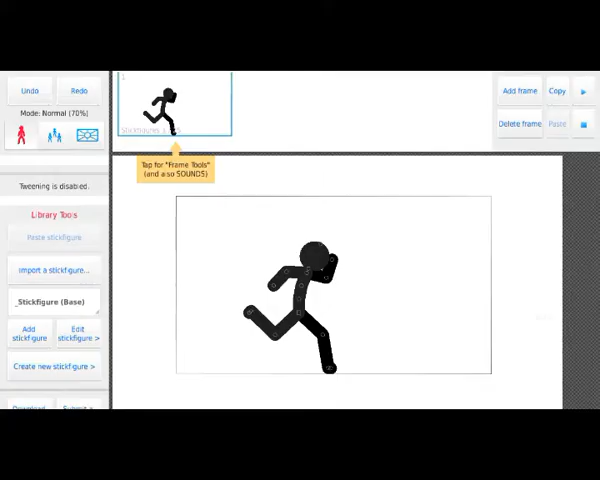 Undo
Redo
Mode: Normal (70%)
Tweening is disabled.
Library Tools
Paste stickfigure
Import a stickfigure...
_Stickfigure (Base)
Add stickfigure
Edit stickfigure >
Create new stickfigure >
1
Tap for "Frame Tools"
(and a so SOUNDS)
Add frame
Copy
Delete frame
Paste